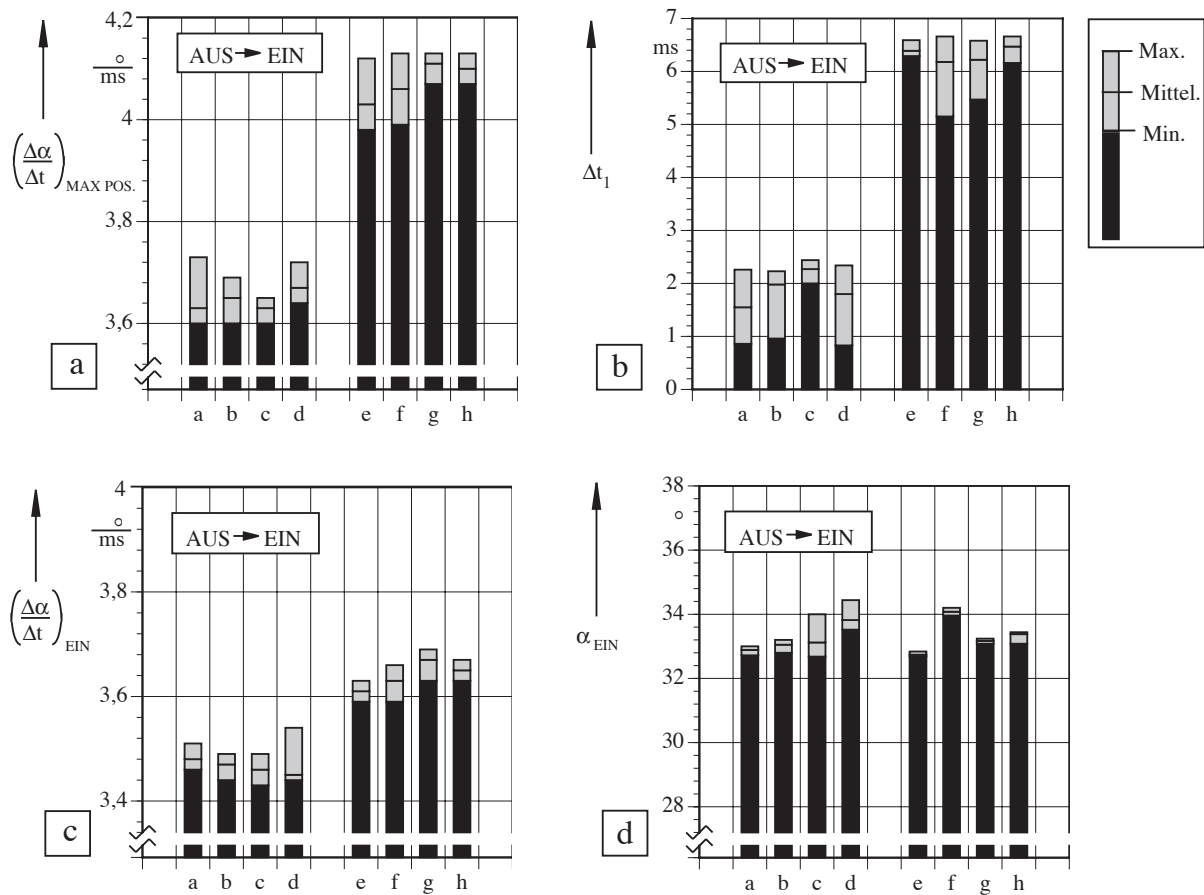 4,2
°/ms
AUS → EIN
(Δα/Δt) MAX POS.
4
3,8
3,6
a
a b c d e f g h
7
ms
6
5
4
3
2
1
0
AUS → EIN
Δt₁
b
a b c d e f g h
Max.
Mittel.
Min.
4
°/ms
AUS → EIN
(Δα/Δt) EIN
3,8
3,6
3,4
c
a b c d e f g h
38
°
36
34
32
30
28
AUS → EIN
α EIN
d
a b c d e f g h